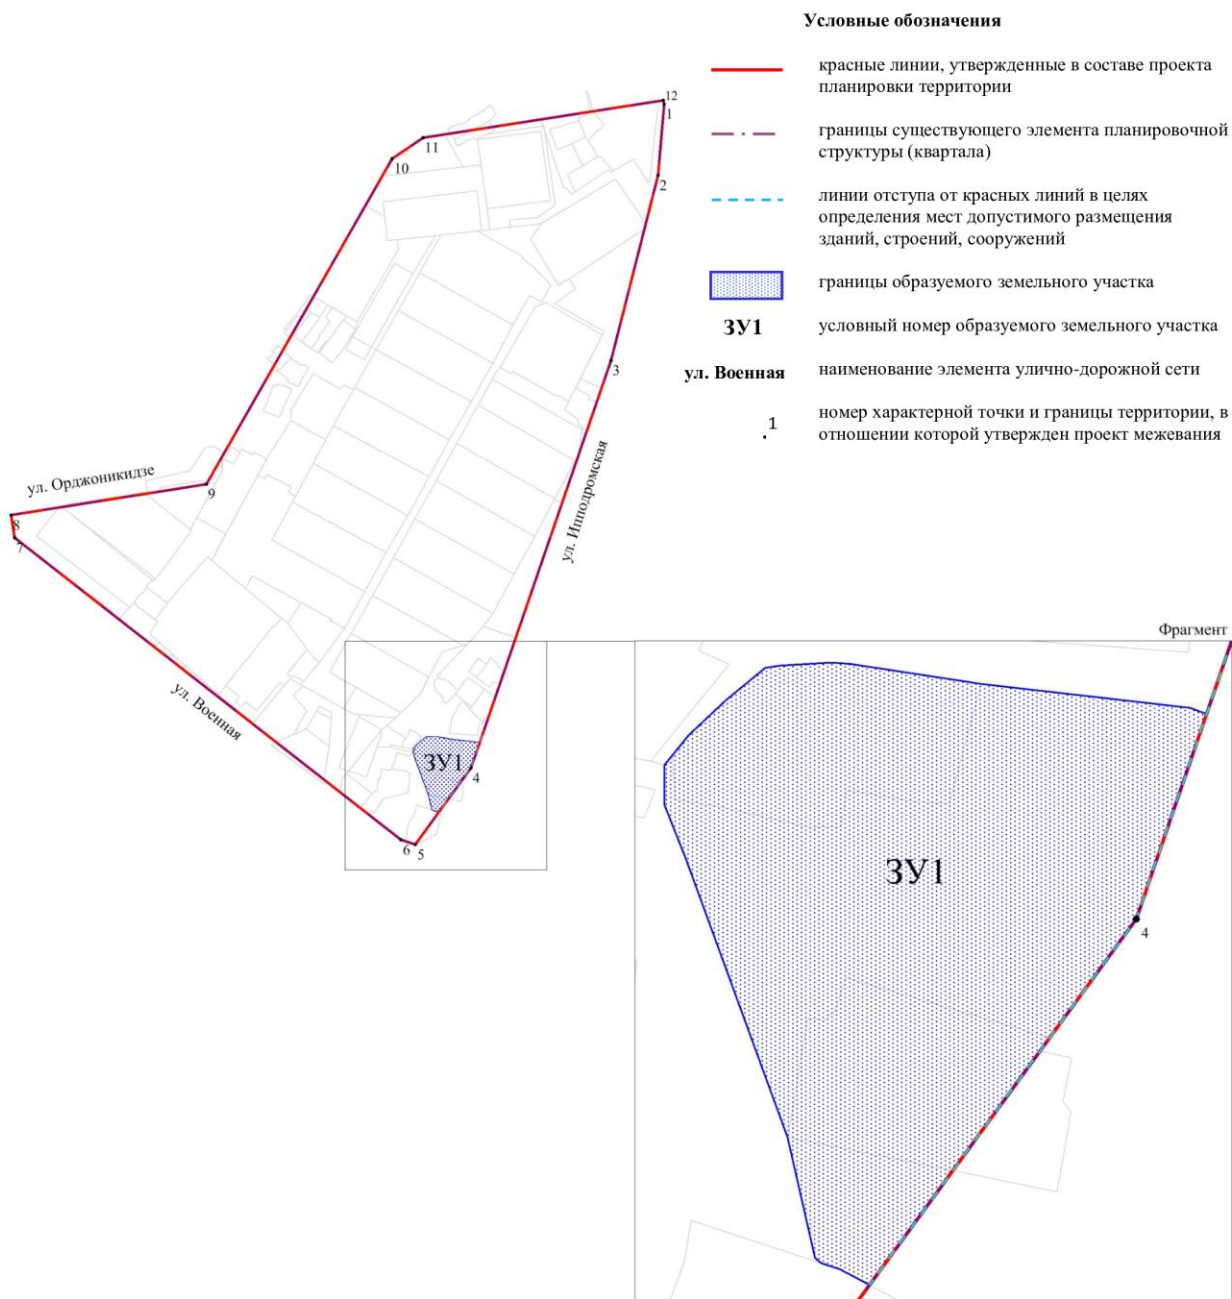 Условные обозначения
красные линии, утвержденные в составе проекта
планировки территории
границы существующего элемента планировочной
структуры (квартала)
линии отступа от красных линий в целях
определения мест допустимого размещения
зданий, строений, сооружений
границы образуемого земельного участка
ЗУ1
условный номер образуемого земельного участка
ул. Военная
наименование элемента улично-дорожной сети
1
номер характерной точки и границы территории, в
отношении которой утвержден проект межевания
12
1
11
10
2
3
ул. Орджоникидзе
9
8
7
ул. Ипподромская
ул. Военная
ЗУ1
4
6
5
Фрагмент
ЗУ1
4